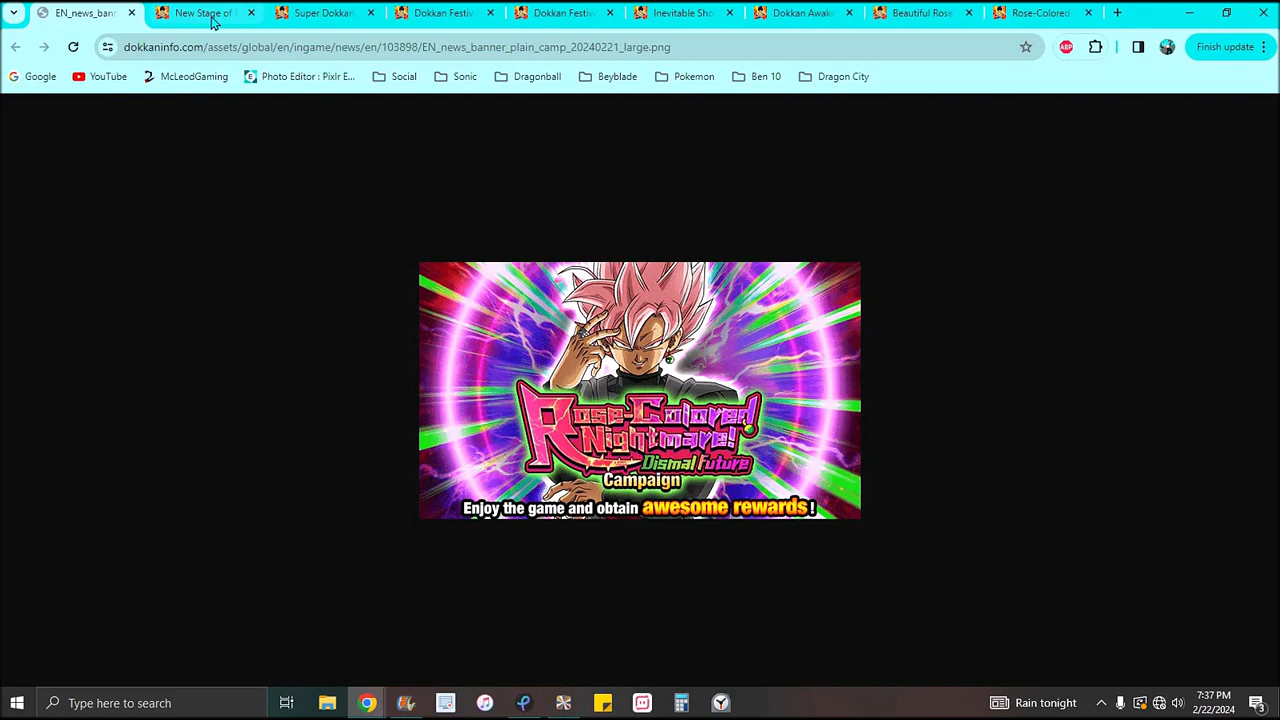 EN_news_bann
New Stage of
Super Dokkan
Dokkan Festiv
Dokkan Festiv
Inevitable Sho
Dokkan Awak
Beautiful Rose
Rose-Colored
dokkaninfo.com/assets/global/en/ingame/news/en/103898/EN_news_banner_plain_camp_20240221_large.png
ABP
Finish update
Google
YouTube
McLeodGaming
Photo Editor : Pixlr E...
Social
Sonic
Dragonball
Beyblade
Pokemon
Ben 10
Dragon City
Rose-Colored
Nightmare!
Dismal Future
Campaign
Enjoy the game and obtain awesome rewards!
Type here to search
Rain tonight
7:37 PM
2/22/2024
3